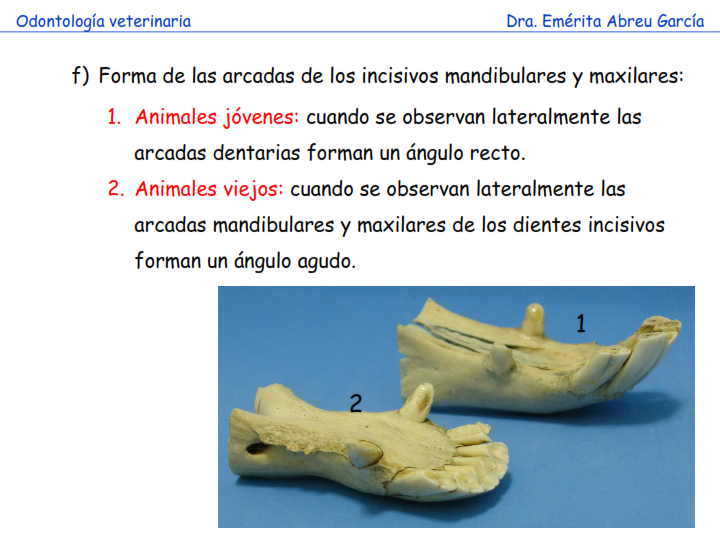 Odontología veterinaria Dra. Emérita Abreu García
f) Forma de las arcadas de los incisivos mandibulares y maxilares:
1. Animales jóvenes: cuando se observan lateralmente las
arcadas dentarias forman un ángulo recto.
2. Animales viejos: cuando se observan lateralmente las
arcadas mandibulares y maxilares de los dientes incisivos
forman un ángulo agudo.
1
2